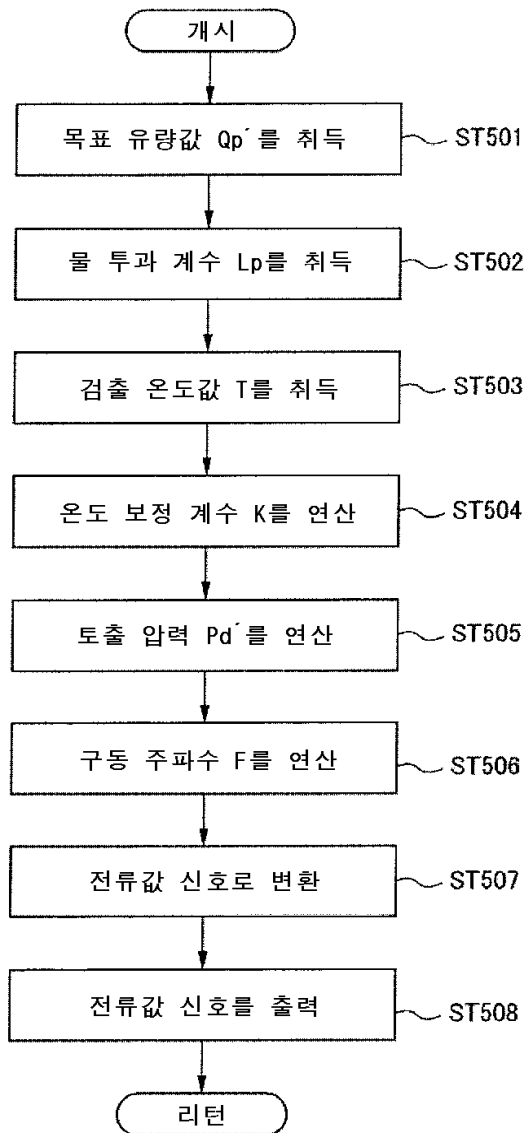 개시
목표 유량값 Qp´를 취득 ST501
물 투과 계수 Lp를 취득 ST502
검출 온도값 T를 취득 ST503
온도 보정 계수 K를 연산 ST504
토출 압력 Pd´를 연산 ST505
구동 주파수 F를 연산 ST506
전류값 신호로 변환 ST507
전류값 신호를 출력 ST508
리턴